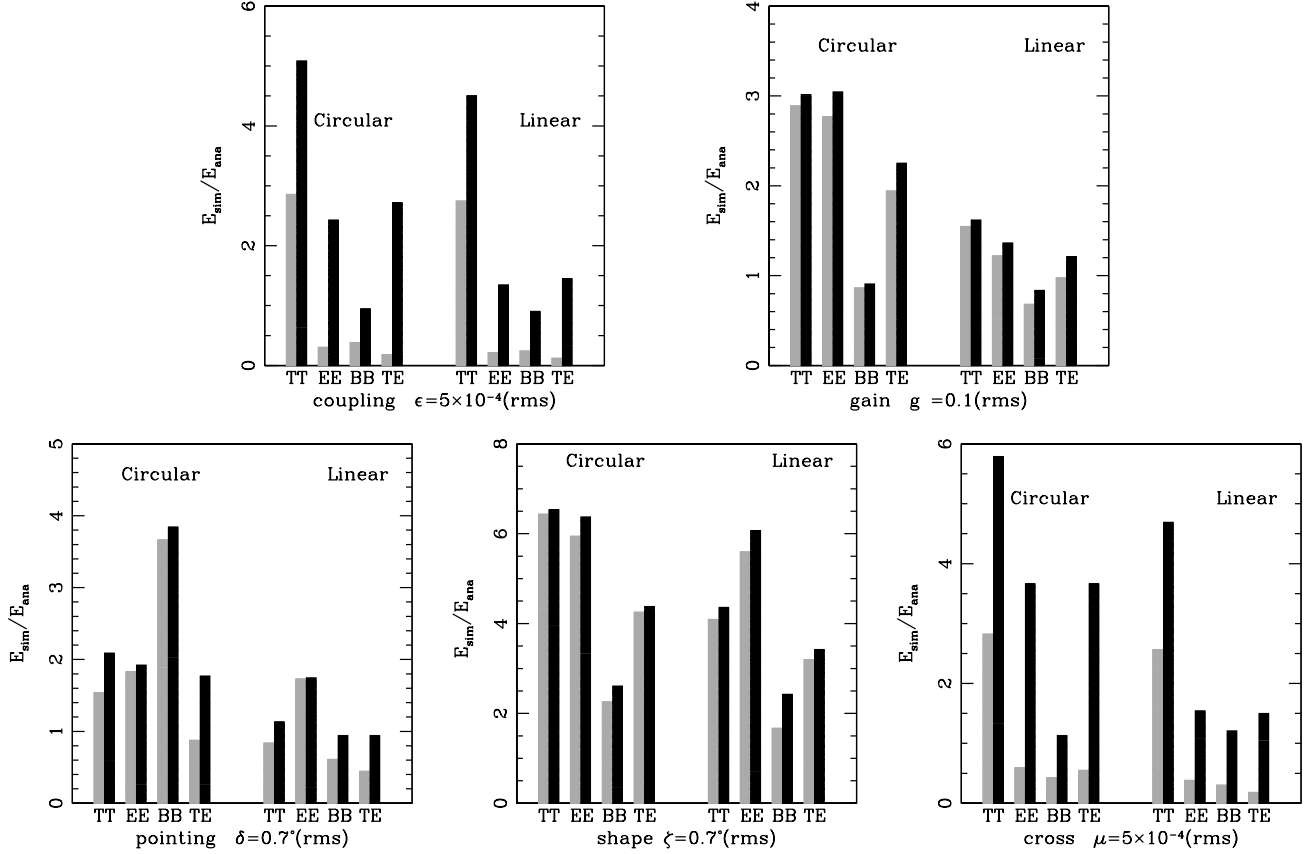 6
4
2
0
E_sim/E_ana
Circular
Linear
TT EE BB TE TT EE BB TE
coupling ϵ=5×10⁻⁴(rms)
4
3
2
1
0
E_sim/E_ana
Circular
Linear
TT EE BB TE TT EE BB TE
gain g =0.1(rms)
5
4
3
2
1
0
E_sim/E_ana
Circular
Linear
TT EE BB TE TT EE BB TE
pointing δ=0.7°(rms)
8
6
4
2
0
E_sim/E_ana
Circular
Linear
TT EE BB TE TT EE BB TE
shape ζ=0.7°(rms)
6
4
2
0
E_sim/E_ana
Circular
Linear
TT EE BB TE TT EE BB TE
cross μ=5×10⁻⁴(rms)